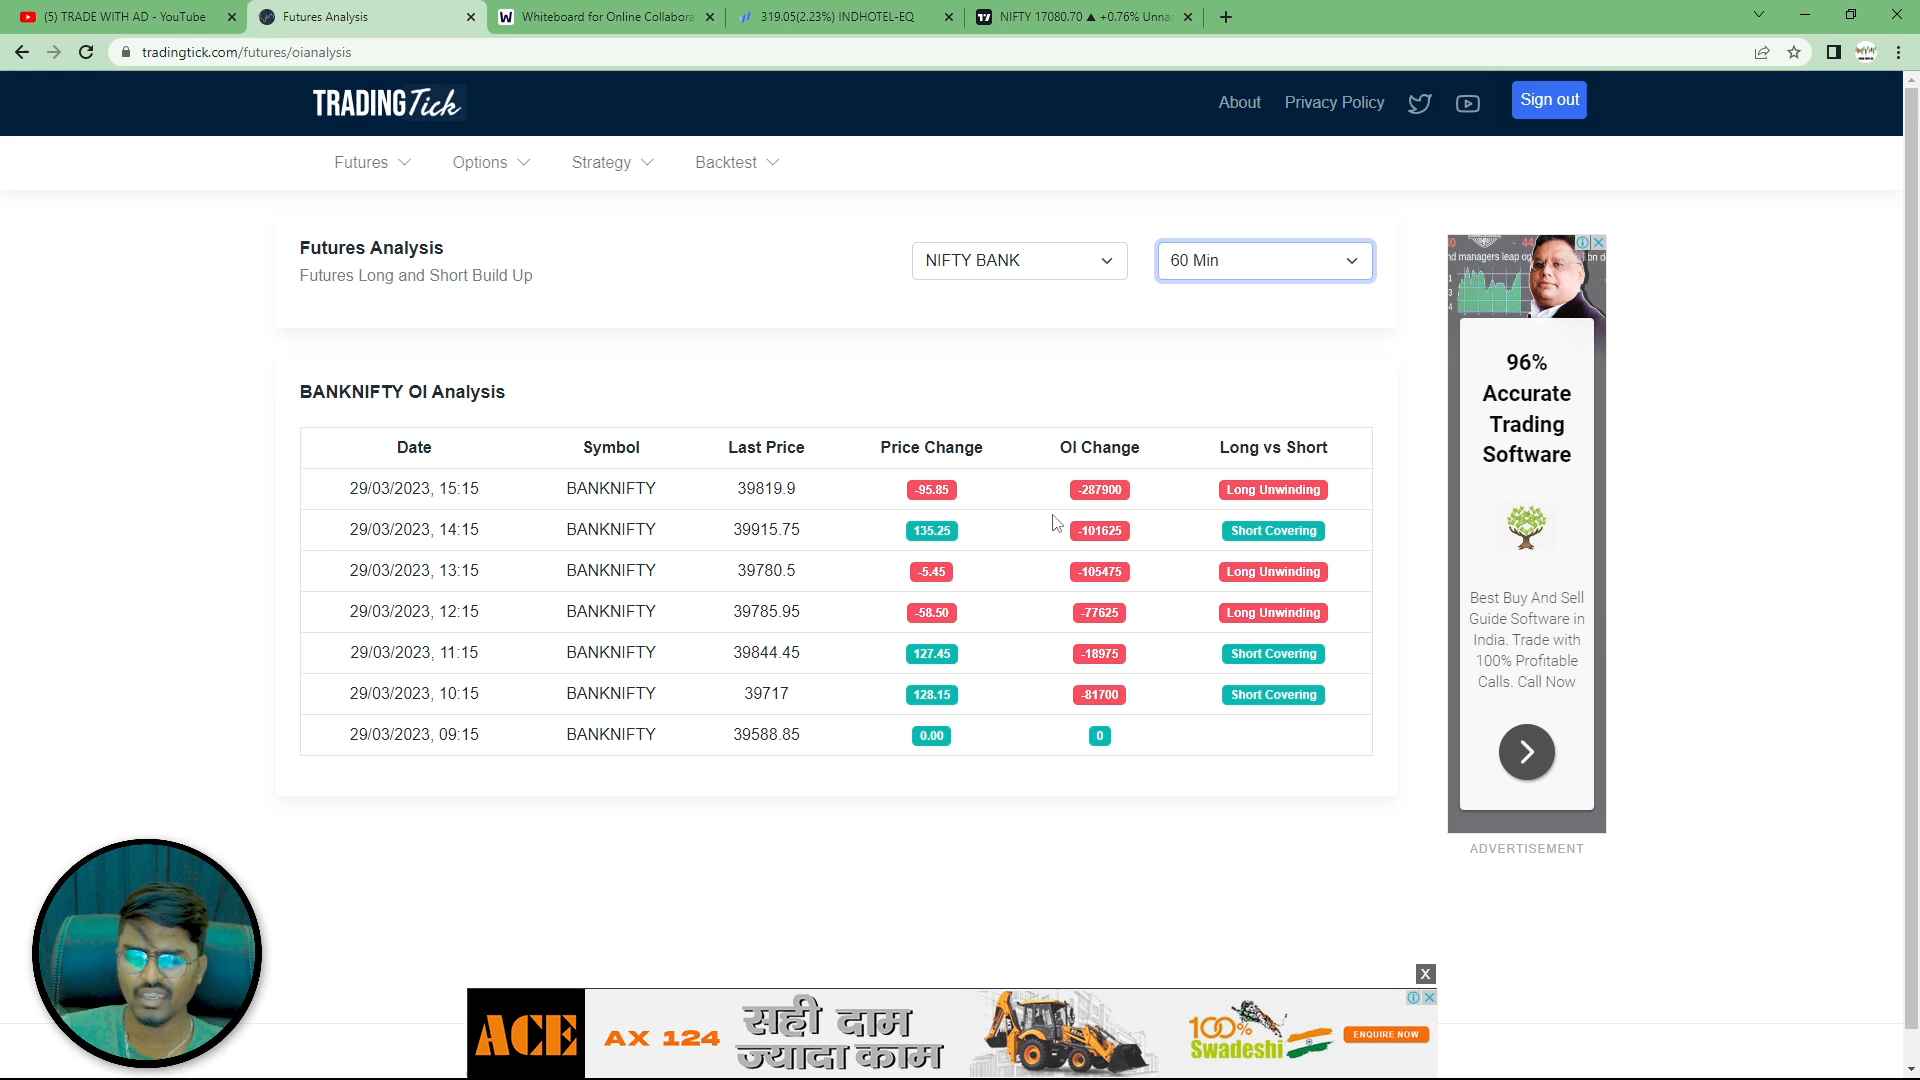 (5) TRADE WITH AD - YouTube
Futures Analysis
Whiteboard for Online Collabora
319.05(2.23%) INDHOTEL-EQ
NIFTY 17080.70 ▲ +0.76% Unna
tradingtick.com/futures/oianalysis
TRADINGTick
About
Privacy Policy
Sign out
Futures
Options
Strategy
Backtest
Futures Analysis
Futures Long and Short Build Up
NIFTY BANK
60 Min
BANKNIFTY OI Analysis
Date Symbol Last Price Price Change OI Change Long vs Short
29/03/2023, 15:15 BANKNIFTY 39819.9 -95.85 -287900 Long Unwinding
29/03/2023, 14:15 BANKNIFTY 39915.75 135.25 -101625 Short Covering
29/03/2023, 13:15 BANKNIFTY 39780.5 -5.45 -105475 Long Unwinding
29/03/2023, 12:15 BANKNIFTY 39785.95 -58.50 -77625 Long Unwinding
29/03/2023, 11:15 BANKNIFTY 39844.45 127.45 -18975 Short Covering
29/03/2023, 10:15 BANKNIFTY 39717 128.15 -81700 Short Covering
29/03/2023, 09:15 BANKNIFTY 39588.85 0.00 0
managers leap
96%
Accurate
Trading
Software
Best Buy And Sell
Guide Software in
India. Trade with
100% Profitable
Calls. Call Now
ADVERTISEMENT
X
ACE
AX 124
सही दाम
ज्यादा काम
100%
Swadeshi
ENQUIRE NOW